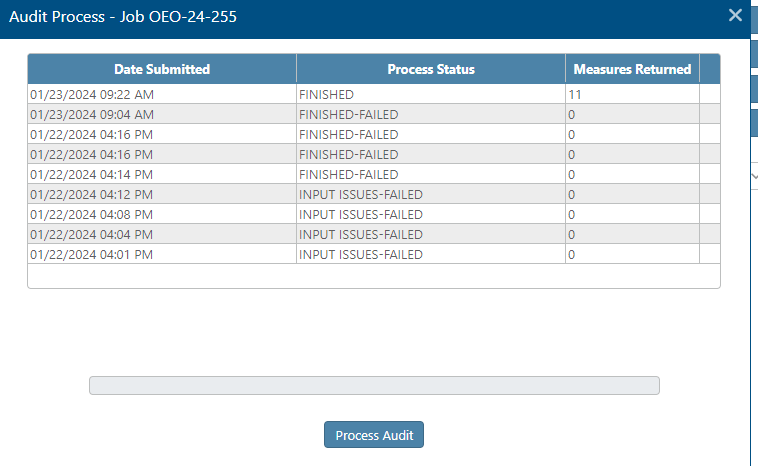 Audit Process - Job OEO-24-255
Date Submitted Process Status Measures Returned
01/23/2024 09:22 AM FINISHED 11
01/23/2024 09:04 AM FINISHED-FAILED 0
01/22/2024 04:16 PM FINISHED-FAILED 0
01/22/2024 04:16 PM FINISHED-FAILED 0
01/22/2024 04:14 PM FINISHED-FAILED 0
01/22/2024 04:12 PM INPUT ISSUES-FAILED 0
01/22/2024 04:08 PM INPUT ISSUES-FAILED 0
01/22/2024 04:04 PM INPUT ISSUES-FAILED 0
01/22/2024 04:01 PM INPUT ISSUES-FAILED 0
Process Audit